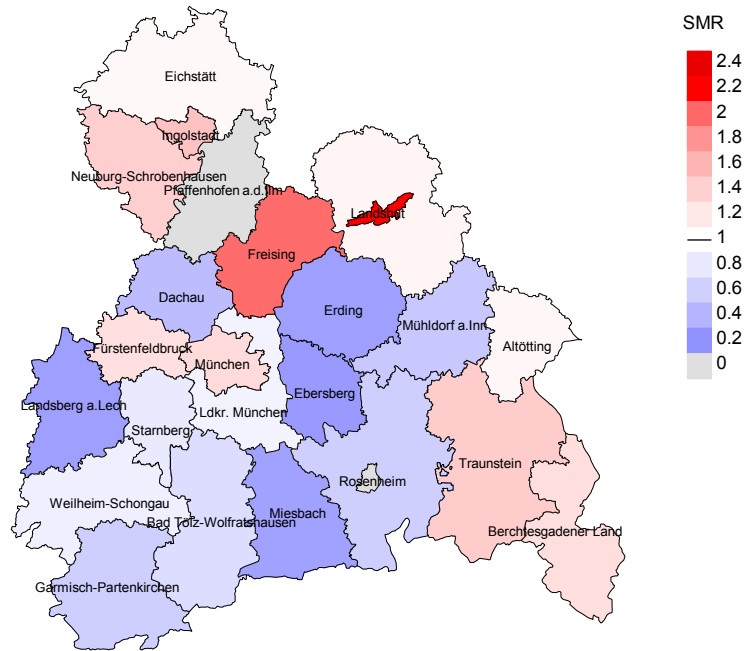 SMR
2.4
2.2
2
1.8
1.6
1.4
1.2
1
0.8
0.6
0.4
0.2
0
Eichstätt
Ingolstadt
Neuburg-Schrobenhausen
Pfaffenhofen a.d.Ilm
Landshut
Freising
Dachau
Erding
Mühldorf a.Inn
Altötting
Fürstenfeldbruck
München
Ebersberg
Landsberg a.Lech
Ldkr. München
Starnberg
Traunstein
Rosenheim
Weilheim-Schongau
Miesbach
Bad Tölz-Wolfratshausen
Berchtesgadener Land
Garmisch-Partenkirchen